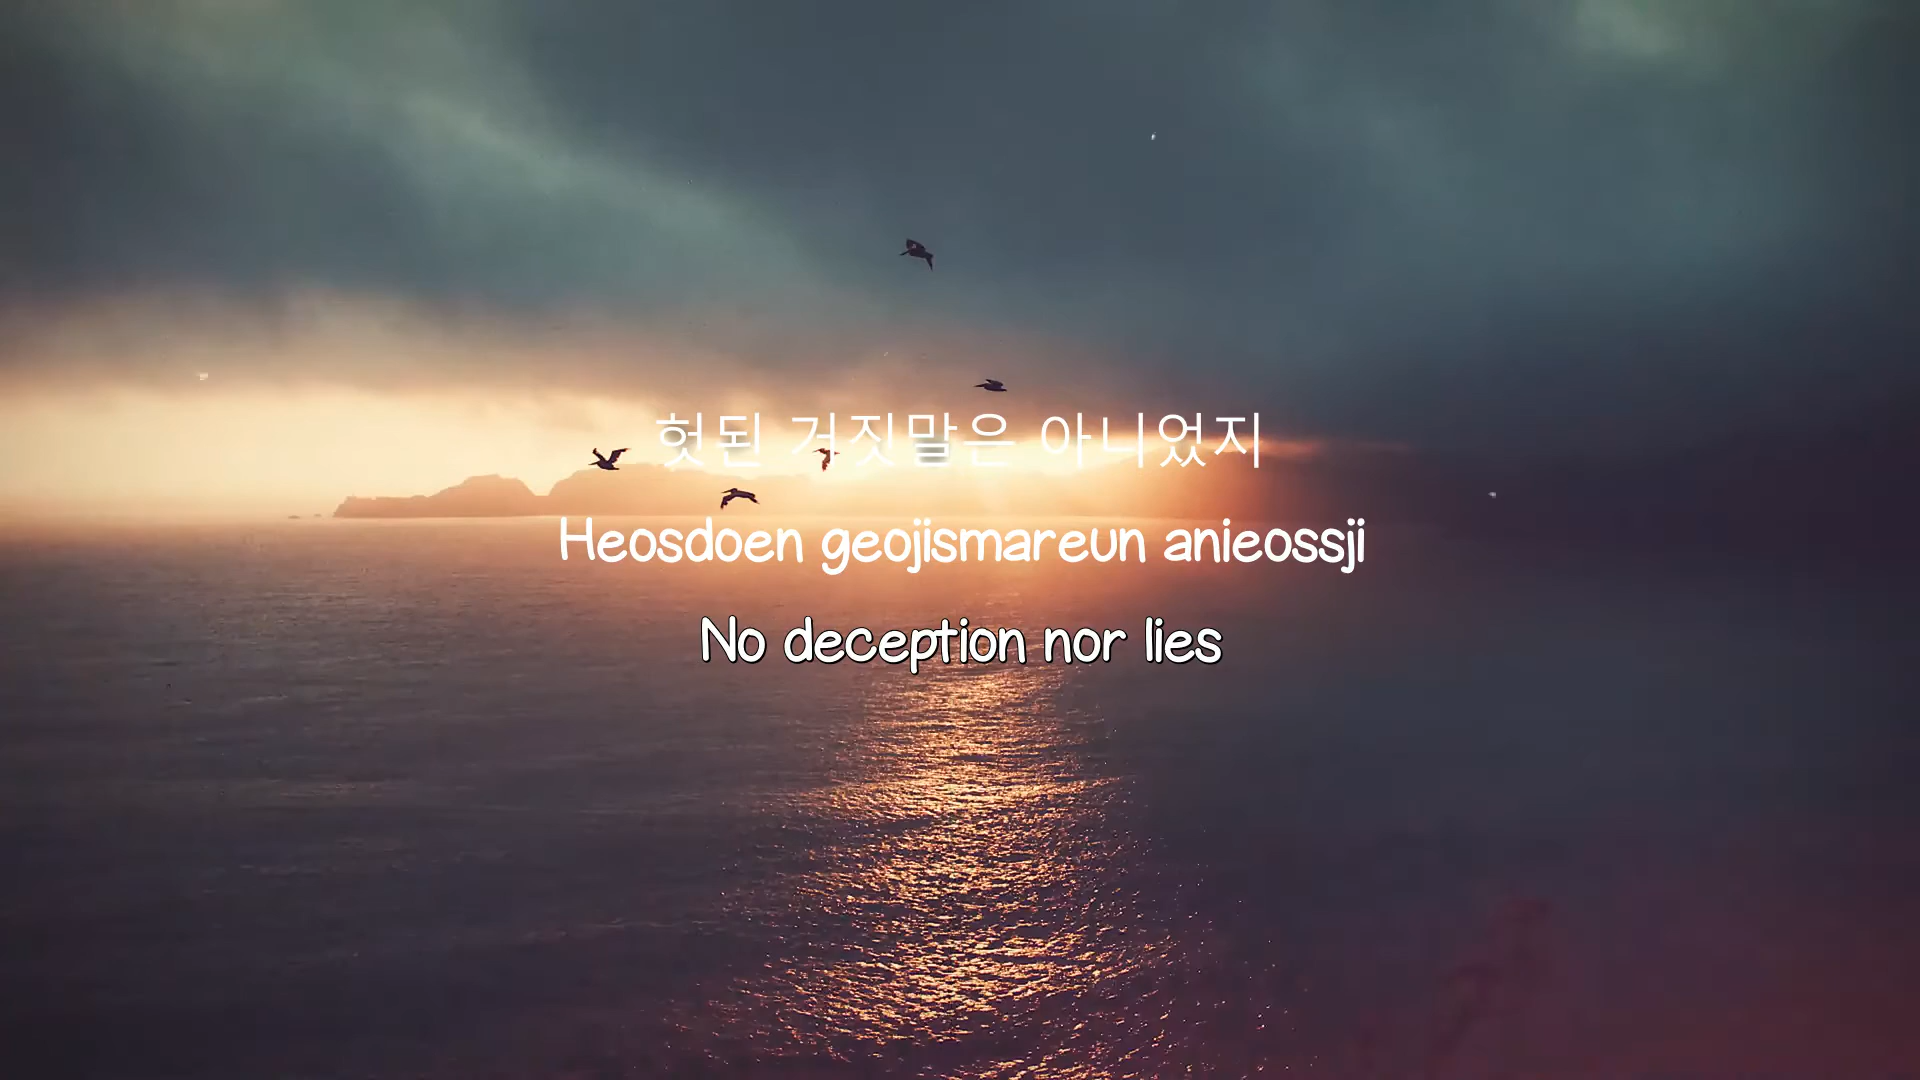 헛된 거짓말은 아니었지
Heosdoen geojismareun anieossji
No deception nor lies